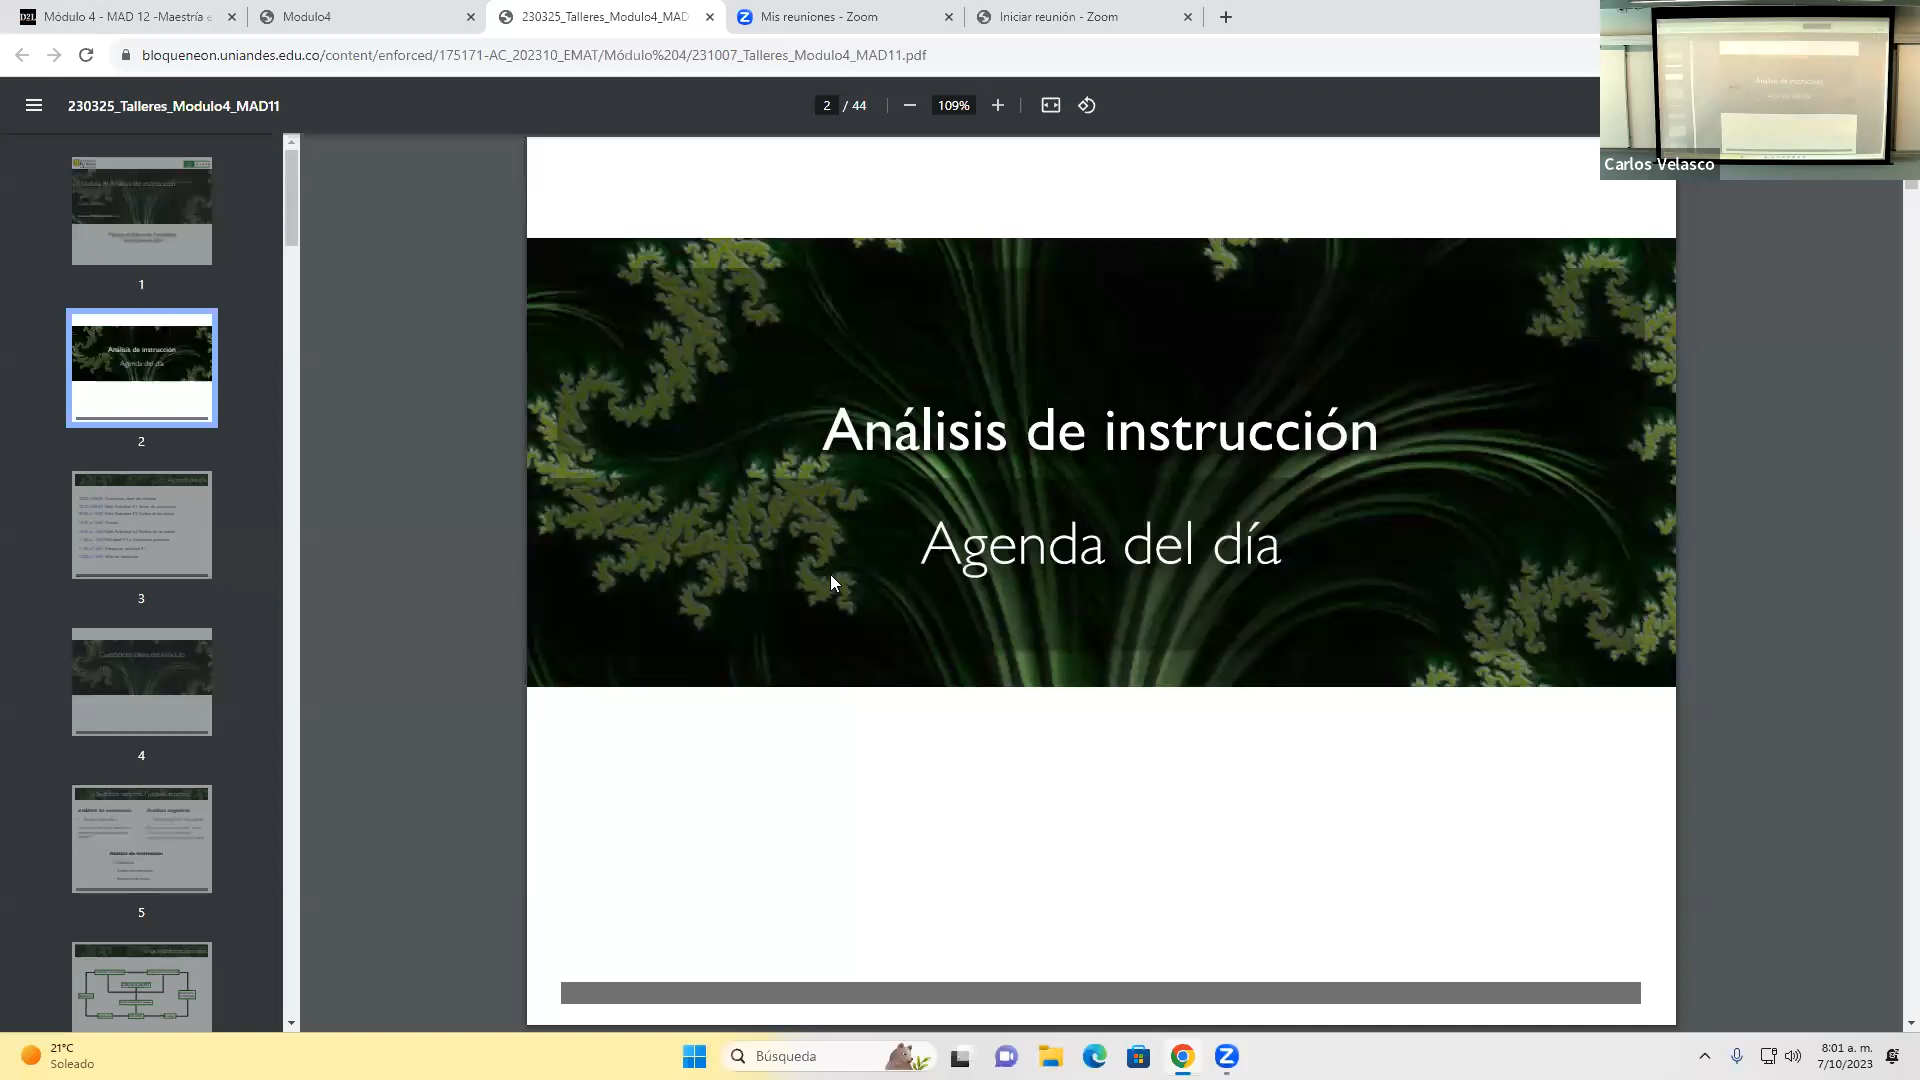 Módulo 4 - MAD 12 -Maestría e
Modulo4
230325_Talleres_Modulo4_MAD
Mis reuniones - Zoom
Iniciar reunión - Zoom
bloqueneon.uniandes.edu.co/content/enforced/175171-AC_202310_EMAT/Módulo%204/231007_Talleres_Modulo4_MAD11.pdf
230325_Talleres_Modulo4_MAD11
2 / 44
109%
Carlos Velasco
1
Análisis de instrucción
Agenda del día
2
3
4
5
Análisis de instrucción
Agenda del día
21°C
Soleado
Búsqueda
8:01 a. m.
7/10/2023